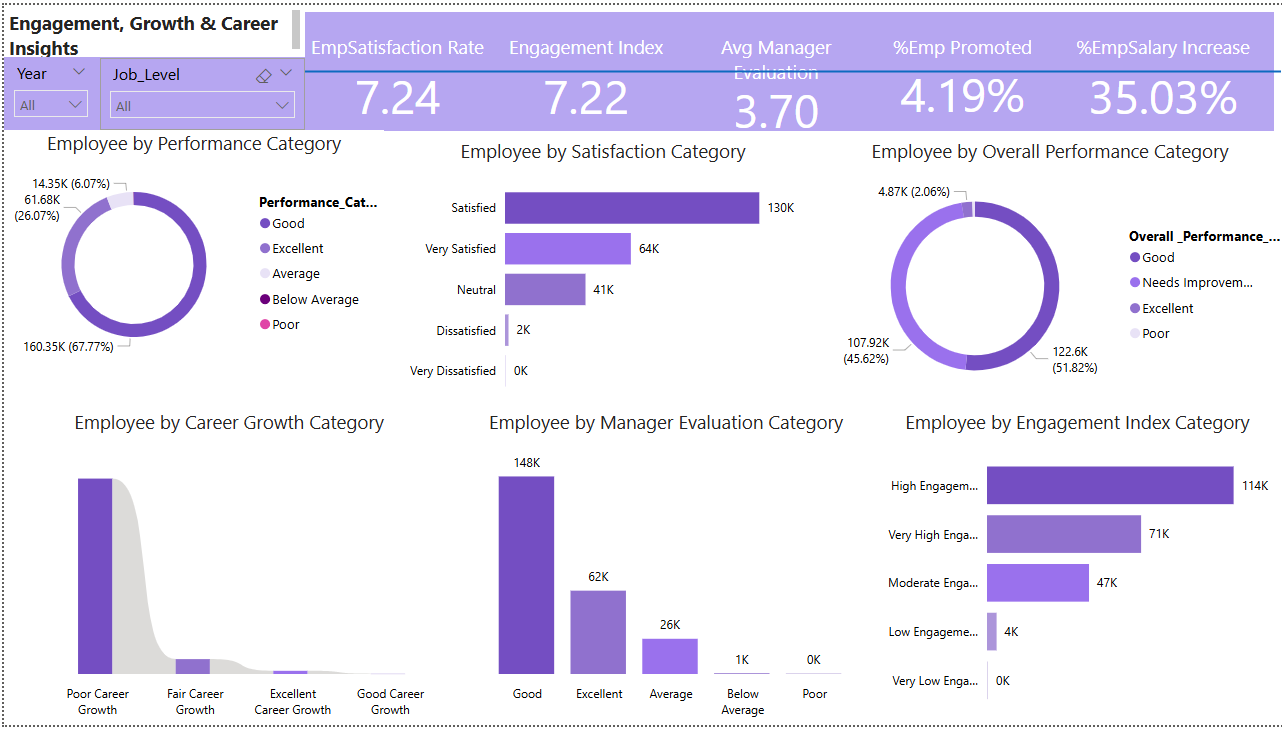 Engagement, Growth & Career
Insights
Year
All
Job_Level
All
EmpSatisfaction Rate
7.24
Engagement Index
7.22
Avg Manager
Evaluation
3.70
%Emp Promoted
4.19%
%EmpSalary Increase
35.03%
Employee by Performance Category
14.35K (6.07%)
61.68K
(26.07%)
160.35K (67.77%)
Performance_Cat...
Good
Excellent
Average
Below Average
Poor
Employee by Satisfaction Category
Satisfied 130K
Very Satisfied 64K
Neutral 41K
Dissatisfied 2K
Very Dissatisfied 0K
Employee by Overall Performance Category
4.87K (2.06%)
107.92K
(45.62%)
122.6K
(51.82%)
Overall _Performance_...
Good
Needs Improvem...
Excellent
Poor
Employee by Career Growth Category
Poor Career
Growth
Fair Career
Growth
Excellent
Career Growth
Good Career
Growth
Employee by Manager Evaluation Category
148K
62K
26K
1K
0K
Good
Excellent
Average
Below
Average
Poor
Employee by Engagement Index Category
High Engagem... 114K
Very High Enga... 71K
Moderate Enga... 47K
Low Engageme... 4K
Very Low Enga... 0K